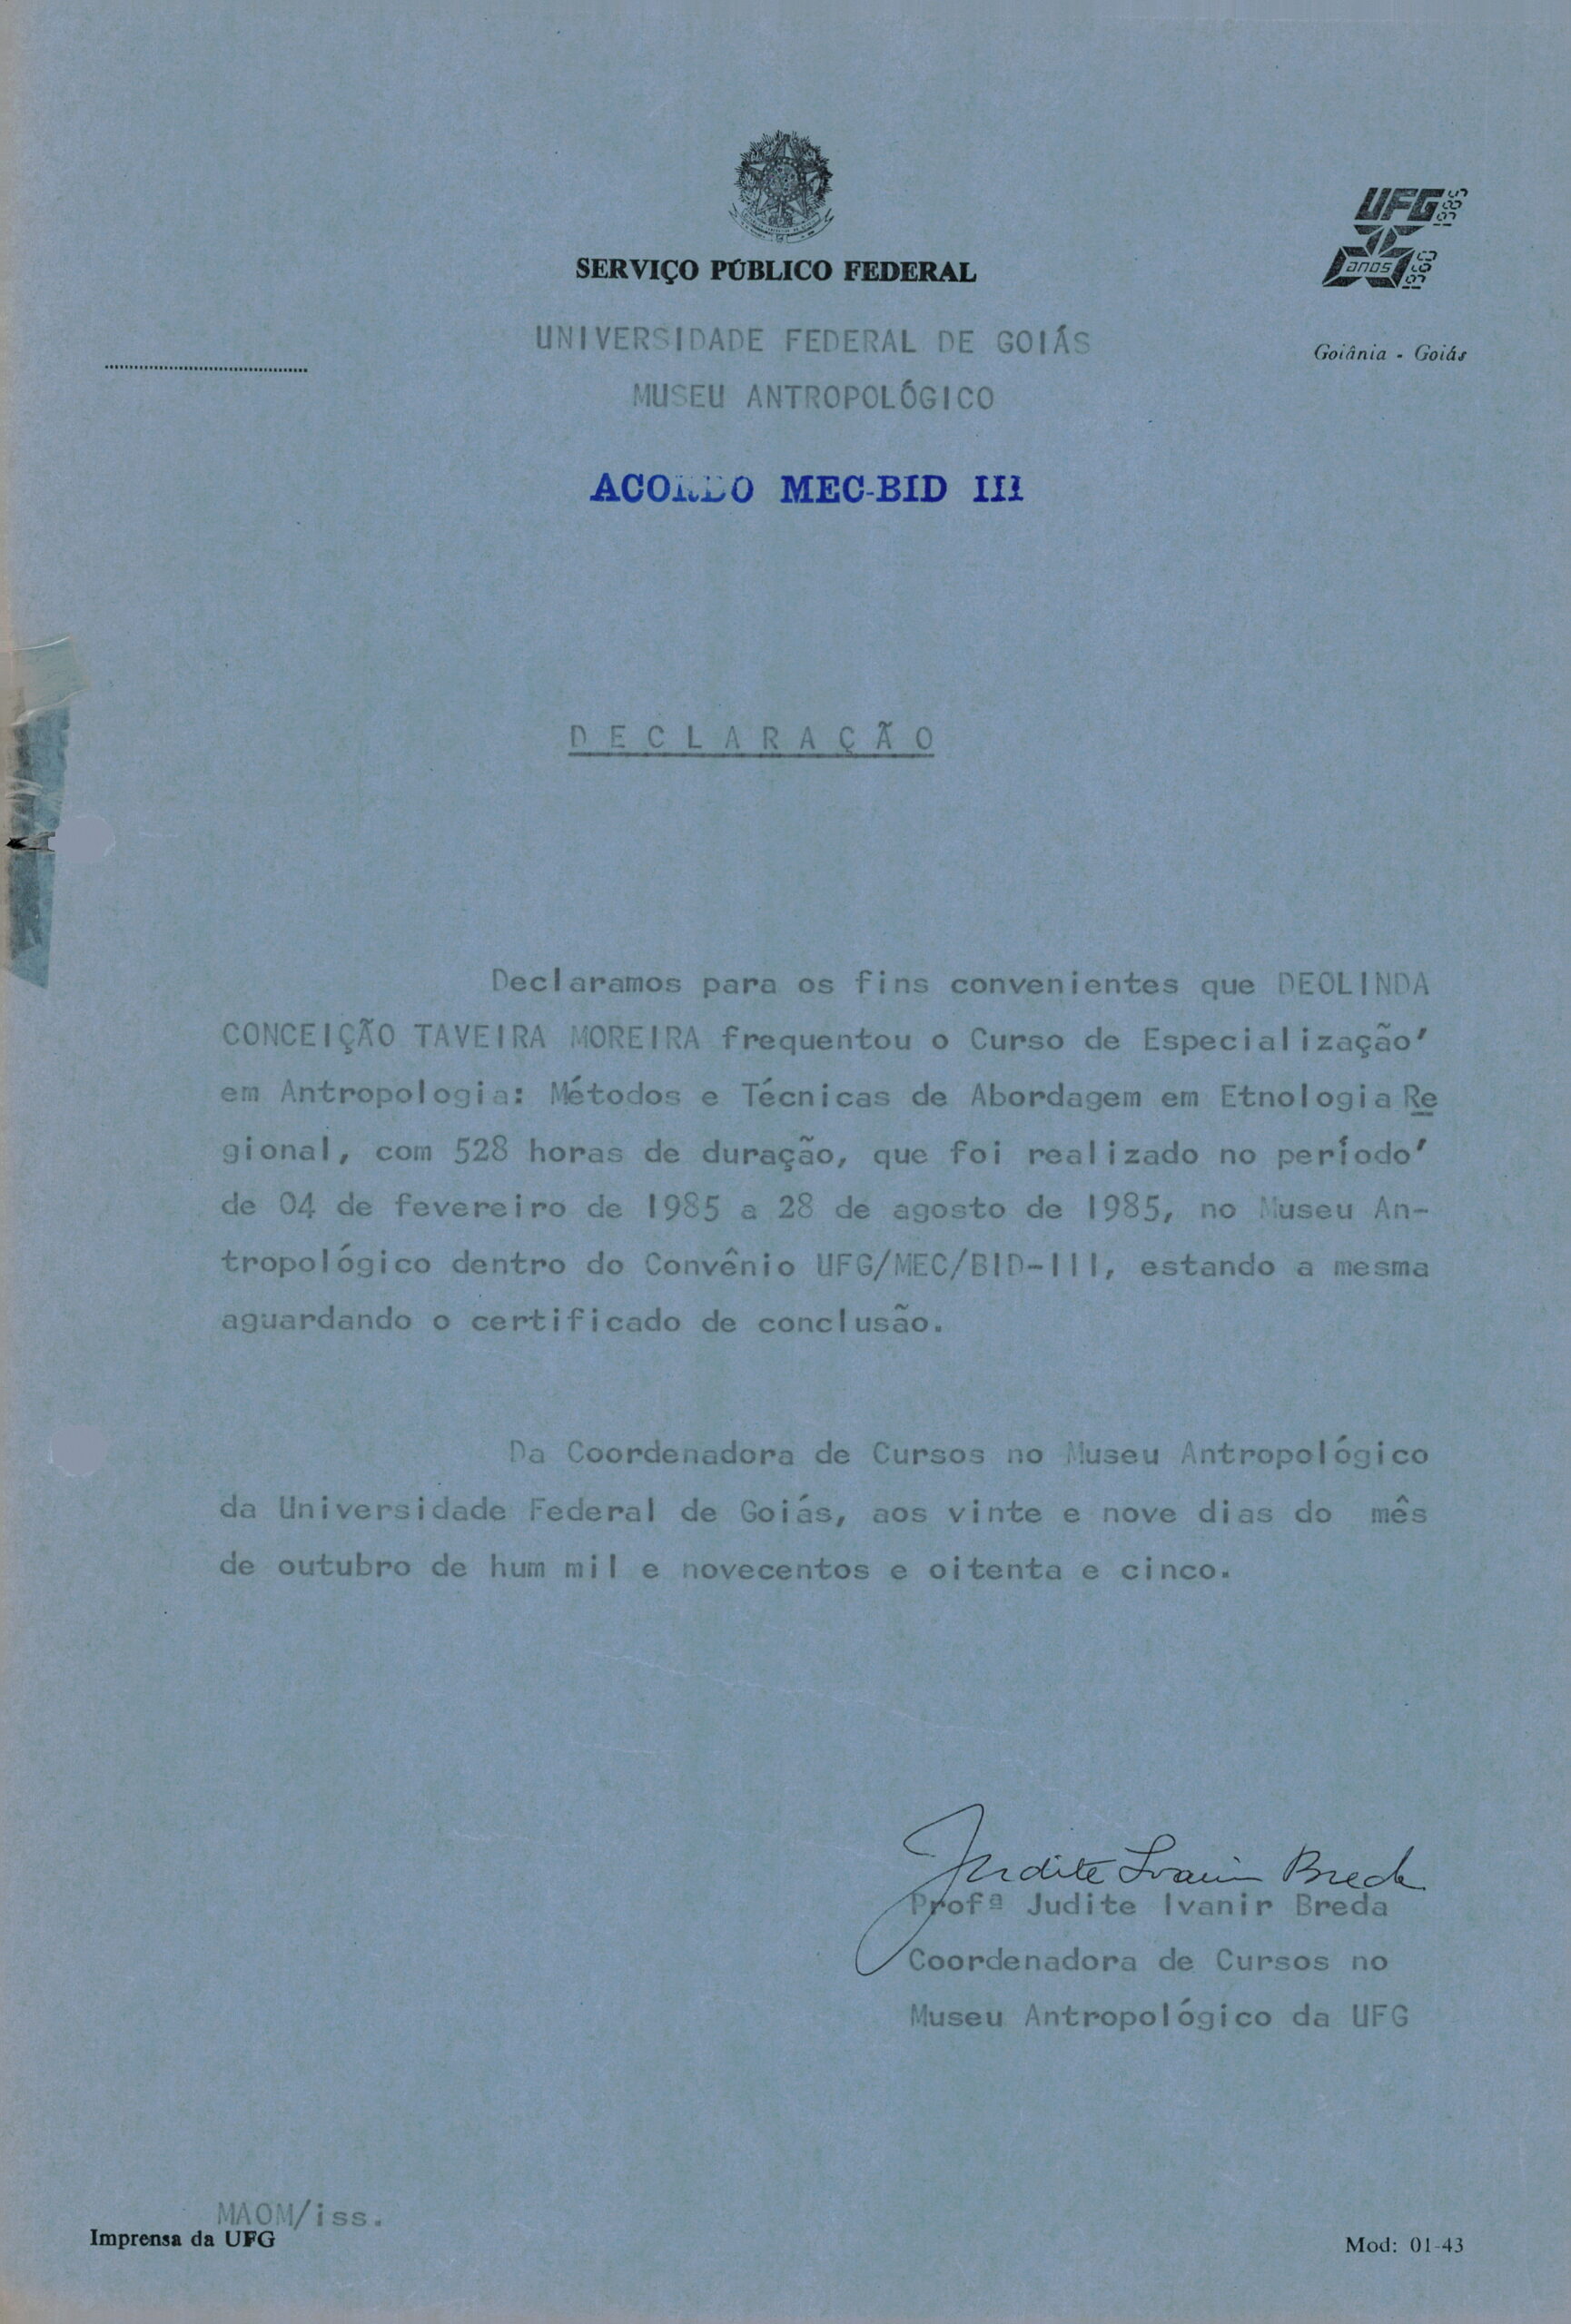 SERVIÇO PÚBLICO FEDERAL
UFG 1985
anos 1960
Goiânia - Goiás
UNIVERSIDADE FEDERAL DE GOIÁS
MUSEU ANTROPOLÓGICO
ACORDO MEC-BID III
DECLARAÇÃO
Declaramos para os fins convenientes que DEOLINDA
CONCEIÇÃO TAVEIRA MOREIRA frequentou o Curso de Especialização'
em Antropologia: Métodos e Técnicas de Abordagem em Etnologia Re
gional, com 528 horas de duração, que foi realizado no período'
de 04 de fevereiro de 1985 a 28 de agosto de 1985, no Museu An-
tropológico dentro do Convênio UFG/MEC/BID-III, estando a mesma
aguardando o certificado de conclusão.
Da Coordenadora de Cursos no Museu Antropológico
da Universidade Federal de Goiás, aos vinte e nove dias do mês
de outubro de hum mil e novecentos e oitenta e cinco.
Judite Ivanir Breda
Profª Judite Ivanir Breda
Coordenadora de Cursos no
Museu Antropológico da UFG
MAOM/iss.
Imprensa da UFG
Mod: 01-43